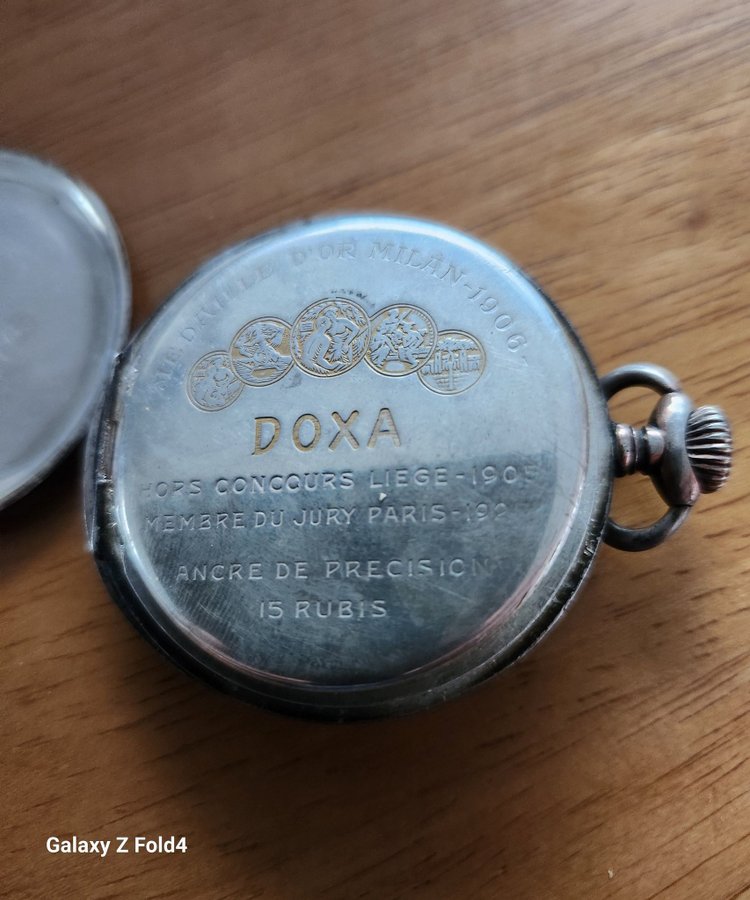 MEDAILLE D'OR MILAN-1906-
DOXA
HORS CONCOURS LIEGE-1905
MEMBRE DU JURY PARIS-
ANCRE DE PRECISION
15 RUBIS
Galaxy Z Fold4